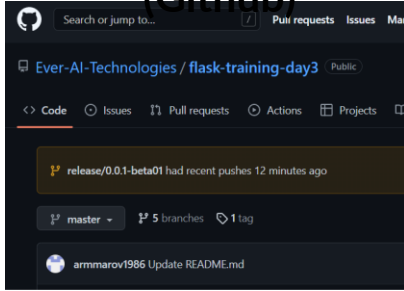 (Github)
Search or jump to... / Pull requests Issues Mar
Ever-AI-Technologies / flask-training-day3 Public
<> Code Issues Pull requests Actions Projects
release/0.0.1-beta01 had recent pushes 12 minutes ago
master 5 branches 1 tag
armmarov1986 Update README.md